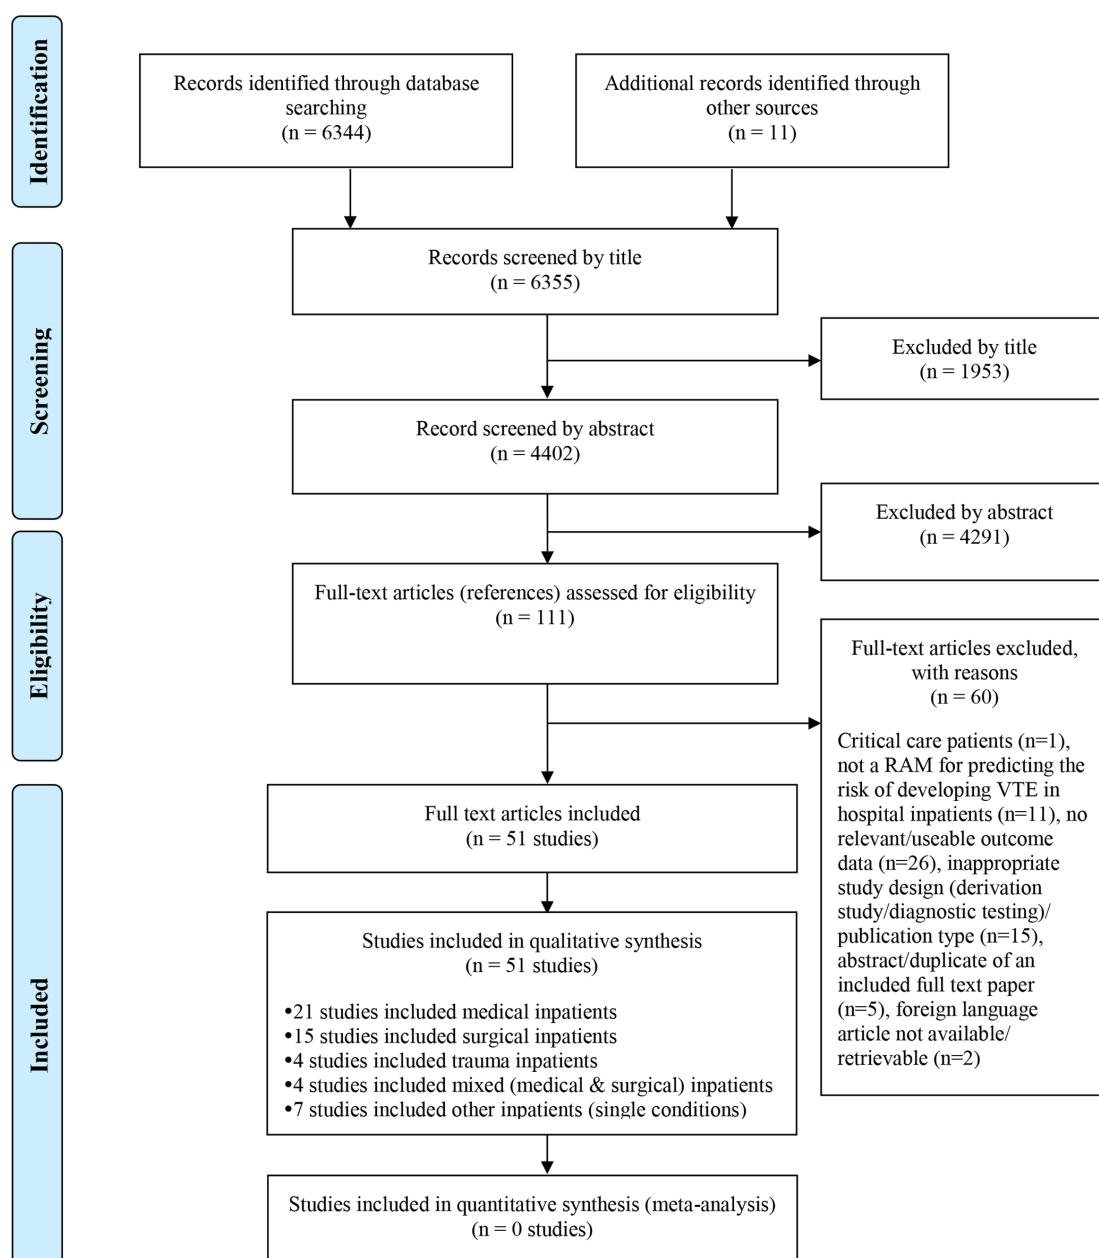 Identification
Records identified through database
searching
(n = 6344)
Additional records identified through
other sources
(n = 11)
Records screened by title
(n = 6355)
Screening
Excluded by title
(n = 1953)
Record screened by abstract
(n = 4402)
Excluded by abstract
(n = 4291)
Eligibility
Full-text articles (references) assessed for eligibility
(n = 111)
Full-text articles excluded,
with reasons
(n = 60)
Critical care patients (n=1),
not a RAM for predicting the
risk of developing VTE in
hospital inpatients (n=11), no
relevant/useable outcome
data (n=26), inappropriate
study design (derivation
study/diagnostic testing)/
publication type (n=15),
abstract/duplicate of an
included full text paper
(n=5), foreign language
article not available/
retrievable (n=2)
Included
Full text articles included
(n = 51 studies)
Studies included in qualitative synthesis
(n = 51 studies)
•21 studies included medical inpatients
•15 studies included surgical inpatients
•4 studies included trauma inpatients
•4 studies included mixed (medical & surgical) inpatients
•7 studies included other inpatients (single conditions)
Studies included in quantitative synthesis (meta-analysis)
(n = 0 studies)